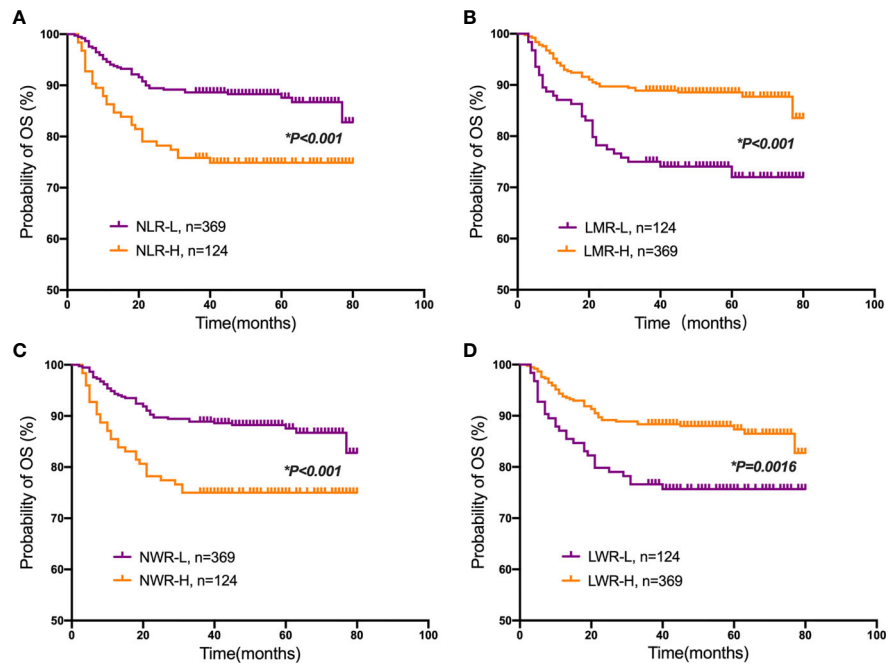 A
Probability of OS (%)
100
90
80
70
60
50
*P<0.001
NLR-L, n=369
NLR-H, n=124
0 20 40 60 80 100
Time(months)
B
Probability of OS (%)
100
90
80
70
60
50
*P<0.001
LMR-L, n=124
LMR-H, n=369
0 20 40 60 80 100
Time（months)
C
Probability of OS (%)
100
90
80
70
60
50
*P<0.001
NWR-L, n=369
NWR-H, n=124
0 20 40 60 80 100
Time(months)
D
Probability of OS (%)
100
90
80
70
60
50
*P=0.0016
LWR-L, n=124
LWR-H, n=369
0 20 40 60 80 100
Time(months)